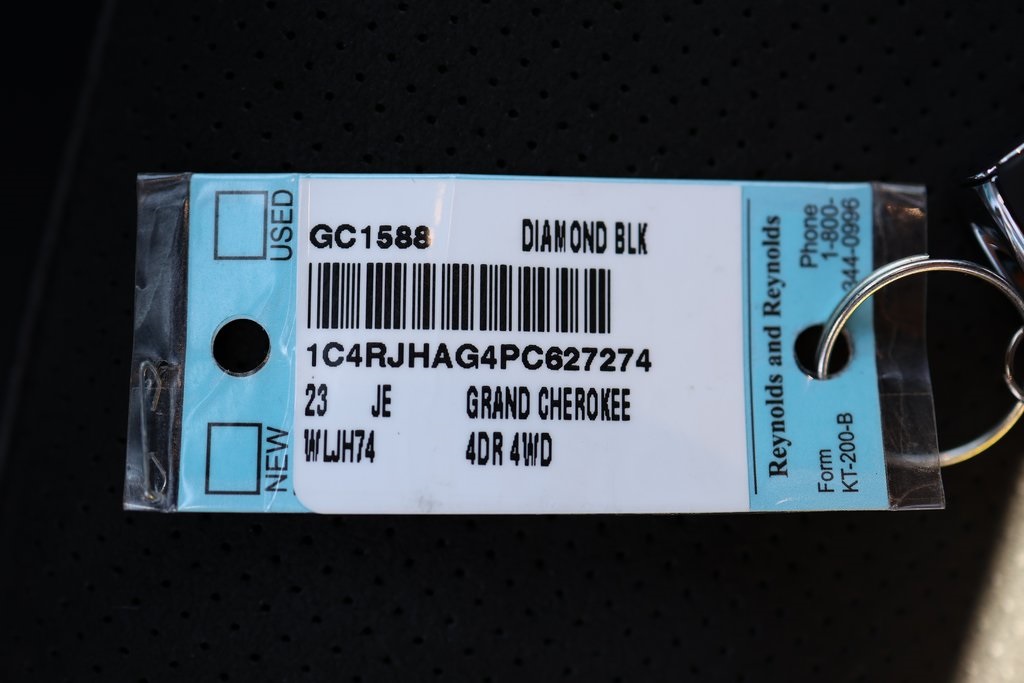 USED
NEW
GC1588 DIAMOND BLK
1C4RJHAG4PC627274
23 JE GRAND CHEROKEE
WLJH74 4DR 4WD
Reynolds and Reynolds
Phone
1-800-
344-0996
Form
KT-200-B